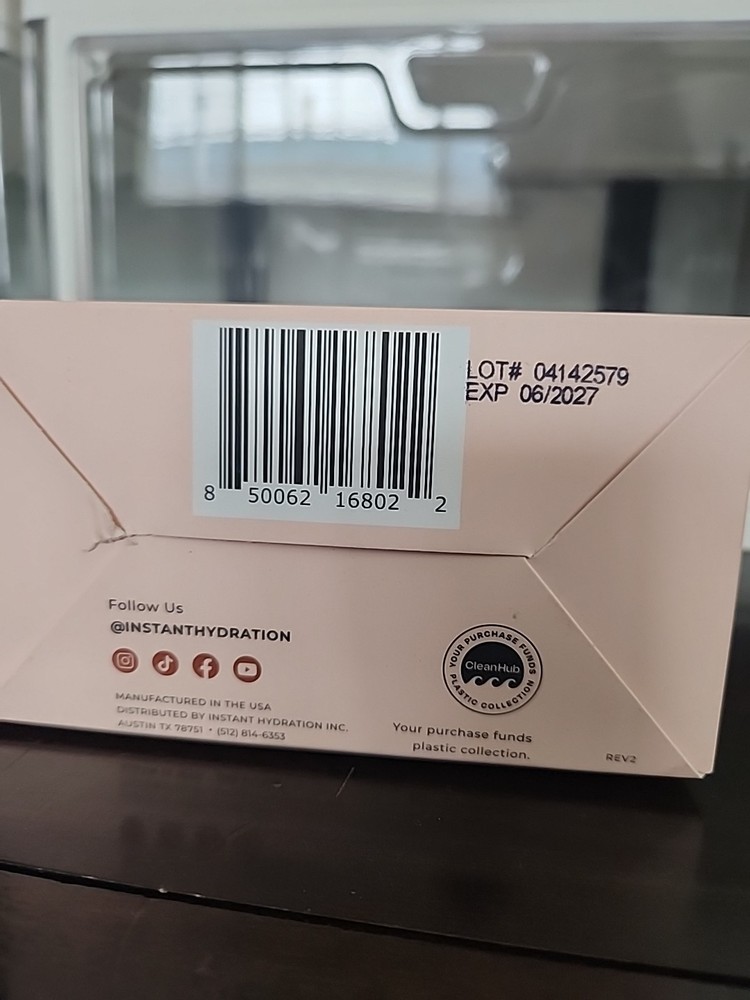 LOT# 04142579
EXP 06/2027
8 50062 16802 2
Follow Us
@INSTANTHYDRATION
MANUFACTURED IN THE USA
DISTRIBUTED BY INSTANT HYDRATION INC.
AUSTIN TX 78751 • (512) 814-6353
YOUR PURCHASE FUNDS
CleanHub
PLASTIC COLLECTION
Your purchase funds
plastic collection.
REV2